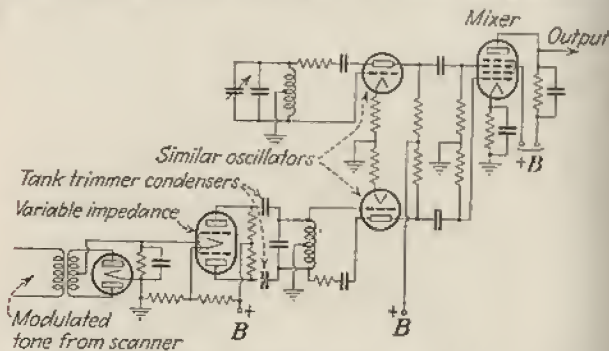 Mixer
Output
+B
Similar oscillators
Tank trimmer condensers
Variable impedance
+
B
+
B
Modulated
tone from scanner